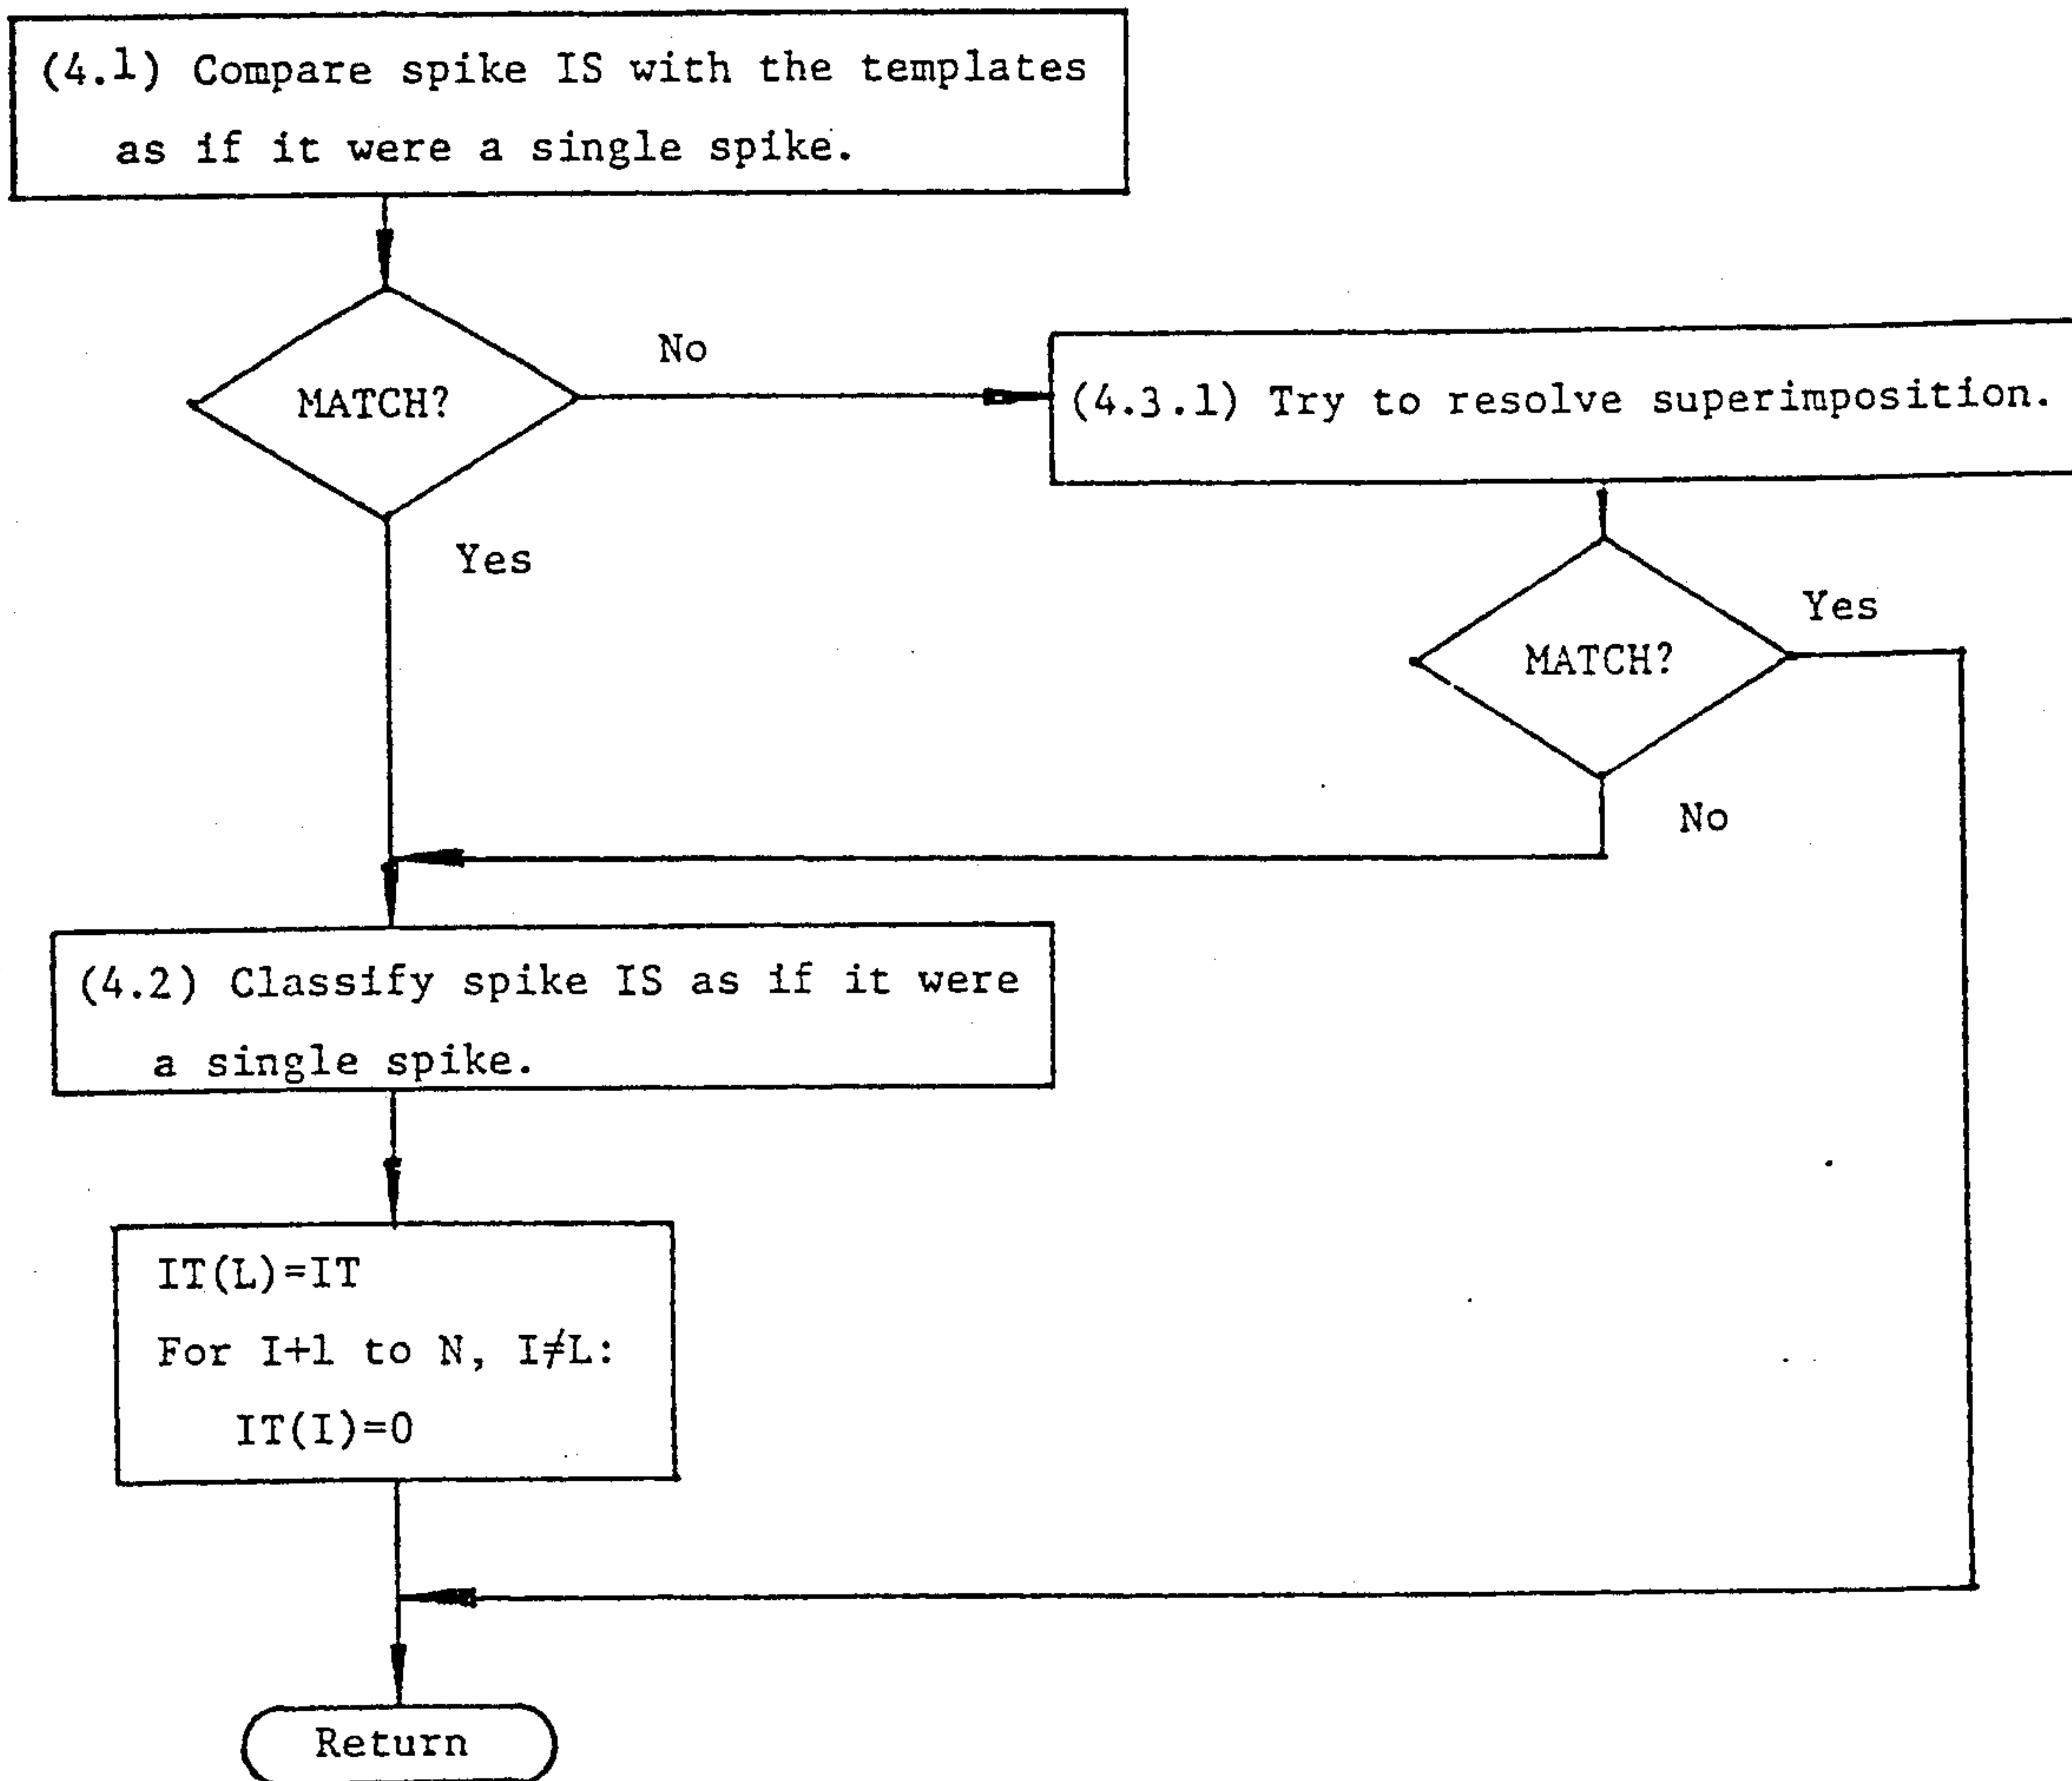 (4.1) Compare spike IS with the templates
as if it were a single spike.
MATCH?
No
(4.3.1) Try to resolve superimposition.
Yes
MATCH?
Yes
No
(4.2) Classify spike IS as if it were
a single spike.
IT(L)=IT
For I+1 to N, I≠L:
IT(I)=0
Return